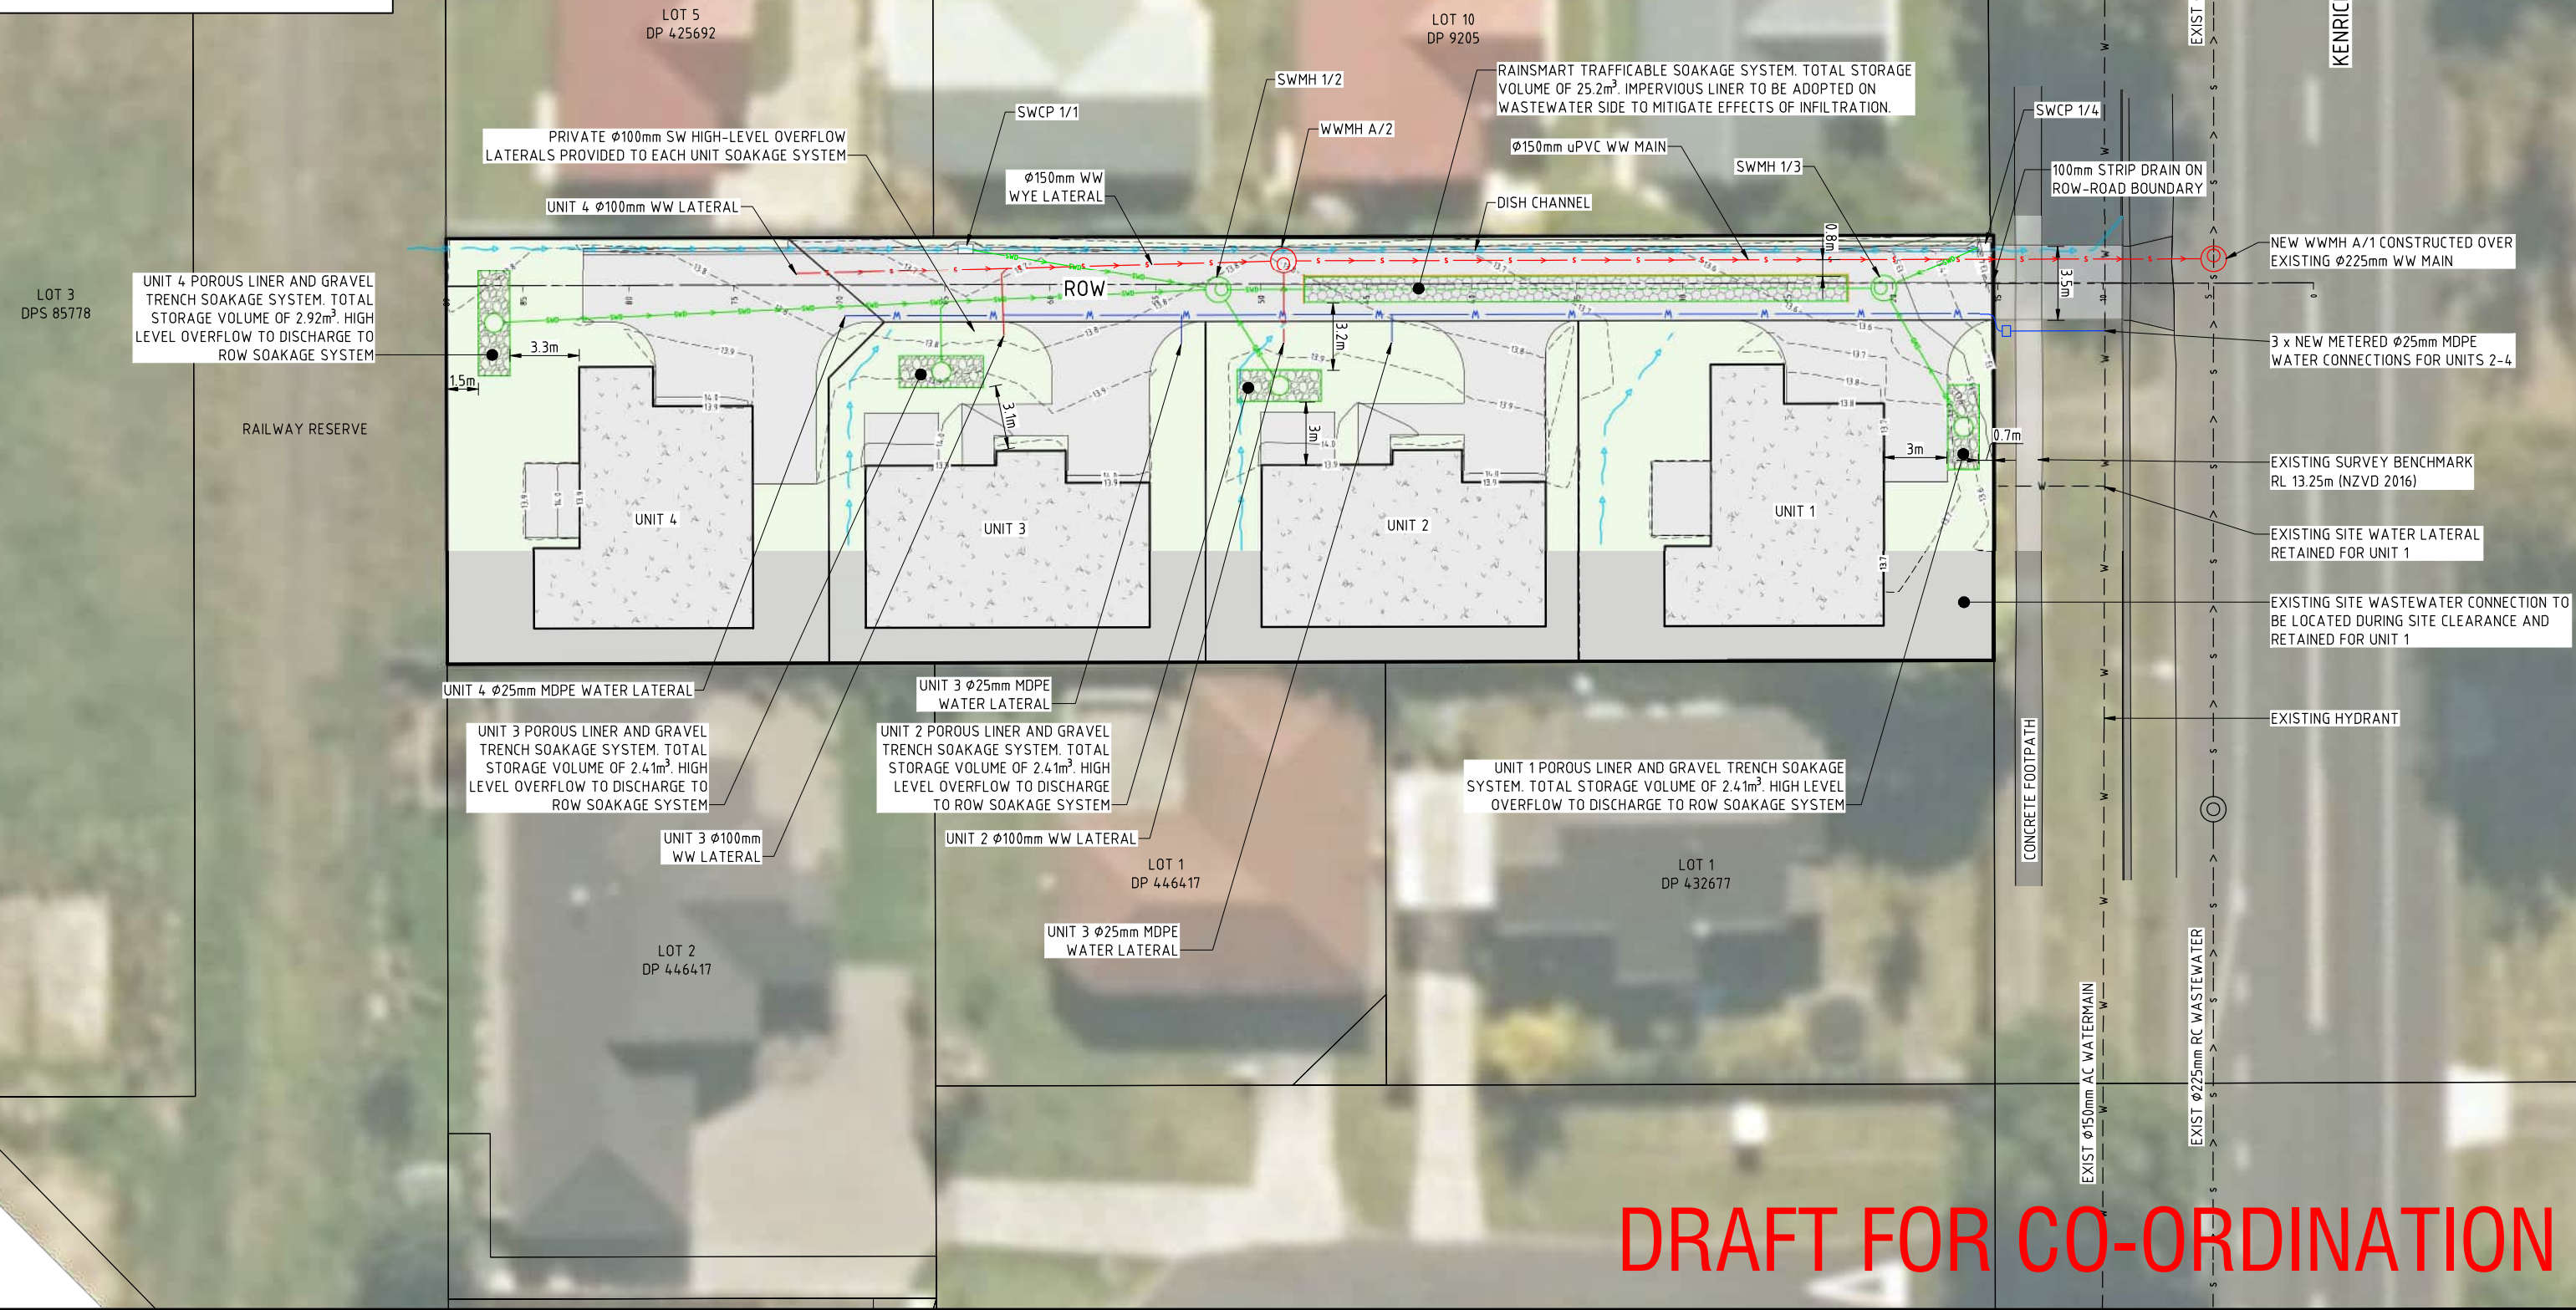 LOT 5
DP 425692
LOT 10
DP 9205
EXIST
RAINSMART TRAFFICABLE SOAKAGE SYSTEM. TOTAL STORAGE
VOLUME OF 25.2m³. IMPERVIOUS LINER TO BE ADOPTED ON
WASTEWATER SIDE TO MITIGATE EFFECTS OF INFILTRATION.
SWMH 1/2
SWCP 1/1
SWCP 1/4
WWMH A/2
PRIVATE Ø100mm SW HIGH-LEVEL OVERFLOW
LATERALS PROVIDED TO EACH UNIT SOAKAGE SYSTEM
Ø150mm uPVC WW MAIN
SWMH 1/3
100mm STRIP DRAIN ON
ROW-ROAD BOUNDARY
Ø150mm WW
WYE LATERAL
UNIT 4 Ø100mm WW LATERAL
DISH CHANNEL
0.8m
NEW WWMH A/1 CONSTRUCTED OVER
EXISTING Ø225mm WW MAIN
3.5m
UNIT 4 POROUS LINER AND GRAVEL
TRENCH SOAKAGE SYSTEM. TOTAL
STORAGE VOLUME OF 2.92m³. HIGH
LEVEL OVERFLOW TO DISCHARGE TO
ROW SOAKAGE SYSTEM
LOT 3
DPS 85778
ROW
3.2m
3 x NEW METERED Ø25mm MDPE
WATER CONNECTIONS FOR UNITS 2-4
3.3m
1.5m
3.1m
3m
3m
0.7m
RAILWAY RESERVE
EXISTING SURVEY BENCHMARK
RL 13.25m (NZVD 2016)
UNIT 4
UNIT 3
UNIT 2
UNIT 1
EXISTING SITE WATER LATERAL
RETAINED FOR UNIT 1
EXISTING SITE WASTEWATER CONNECTION TO
BE LOCATED DURING SITE CLEARANCE AND
RETAINED FOR UNIT 1
UNIT 4 Ø25mm MDPE WATER LATERAL
UNIT 3 Ø25mm MDPE
WATER LATERAL
EXISTING HYDRANT
UNIT 3 POROUS LINER AND GRAVEL
TRENCH SOAKAGE SYSTEM. TOTAL
STORAGE VOLUME OF 2.41m³. HIGH
LEVEL OVERFLOW TO DISCHARGE TO
ROW SOAKAGE SYSTEM
UNIT 2 POROUS LINER AND GRAVEL
TRENCH SOAKAGE SYSTEM. TOTAL
STORAGE VOLUME OF 2.41m³. HIGH
LEVEL OVERFLOW TO DISCHARGE
TO ROW SOAKAGE SYSTEM
UNIT 1 POROUS LINER AND GRAVEL TRENCH SOAKAGE
SYSTEM. TOTAL STORAGE VOLUME OF 2.41m³. HIGH LEVEL
OVERFLOW TO DISCHARGE TO ROW SOAKAGE SYSTEM
CONCRETE FOOTPATH
UNIT 3 Ø100mm
WW LATERAL
UNIT 2 Ø100mm WW LATERAL
LOT 1
DP 446417
LOT 1
DP 432677
UNIT 3 Ø25mm MDPE
WATER LATERAL
LOT 2
DP 446417
EXIST Ø150mm AC WATERMAIN
EXIST Ø225mm RC WASTEWATER
DRAFT FOR CO-ORDINATION